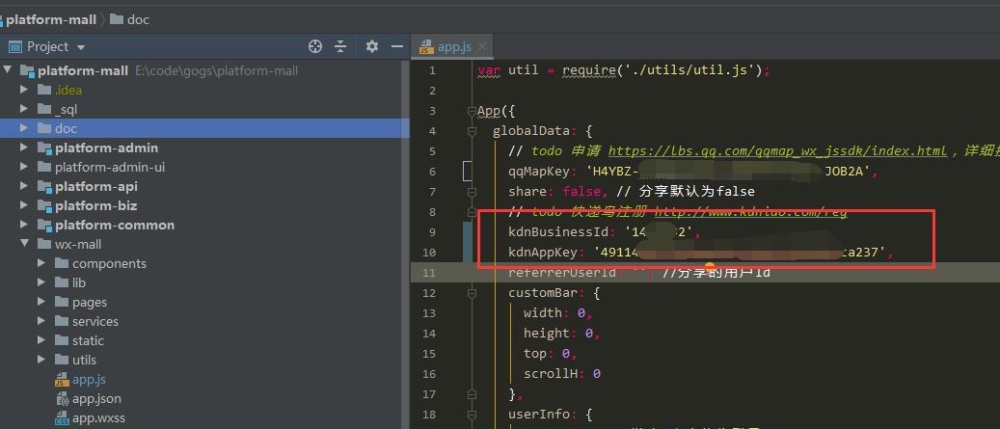 platform-mall doc
Project
app.js
platform-mall E:\code\gogs\platform-mall
.idea
_sql
doc
platform-admin
platform-admin-ui
platform-api
platform-biz
platform-common
wx-mall
components
lib
pages
services
static
utils
app.js
app.json
app.wxss
1 var util = require('./utils/util.js');
2
3 App({
4 globalData: {
5 // todo 申请 https://lbs.qq.com/qqmap_wx_jssdk/index.html，详细
6 qqMapKey: 'H4YBZ- JOB2A',
7 share: false, // 分享默认为false
8 // todo 快递鸟注册 http://www.kdniao.com/reg
9 kdnBusinessId: '14 2',
10 kdnAppKey: '4911 a237',
11 referrerUserId: '', //分享的用户Id
12 customBar: {
13 width: 0,
14 height: 0,
15 top: 0,
16 scrollH: 0
17 },
18 userInfo: {